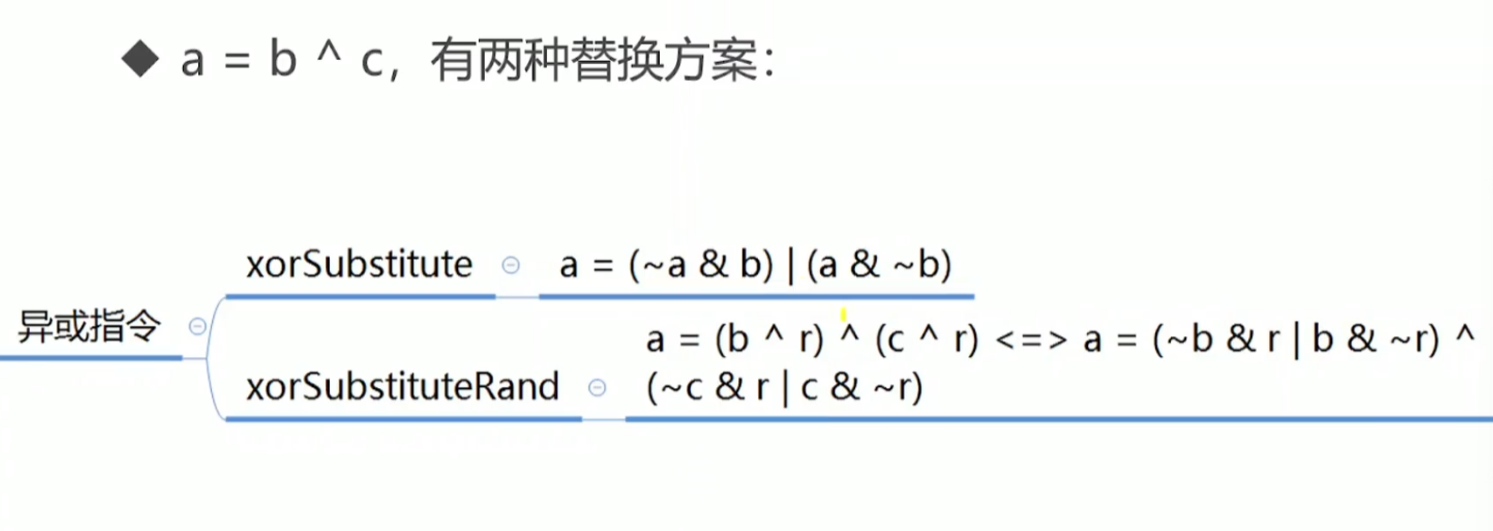 ◆ a = b ^ c, 有两种替换方案：
xorSubstitute
a = (~a & b) | (a & ~b)
异或指令
a = (b ^ r) ^ (c ^ r) <=> a = (~b & r | b & ~r) ^
xorSubstituteRand
(~c & r | c & ~r)